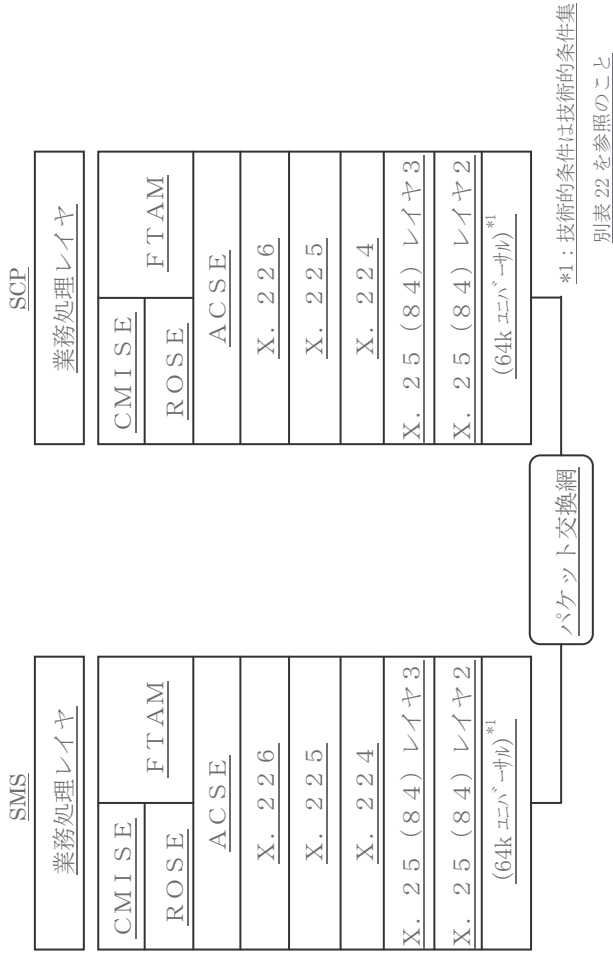 SMS
業務処理レイヤ
CMISE
ROSE
FTAM
ACSE
X.226
X.225
X.224
X.25(84)レイヤ3
X.25(84)レイヤ2
(64kユニバーサル)*1
SCP
業務処理レイヤ
CMISE
ROSE
FTAM
ACSE
X.226
X.225
X.224
X.25(84)レイヤ3
X.25(84)レイヤ2
(64kユニバーサル)*1
パケット交換網
*1:技術的条件は技術的条件集
別表22を参照のこと